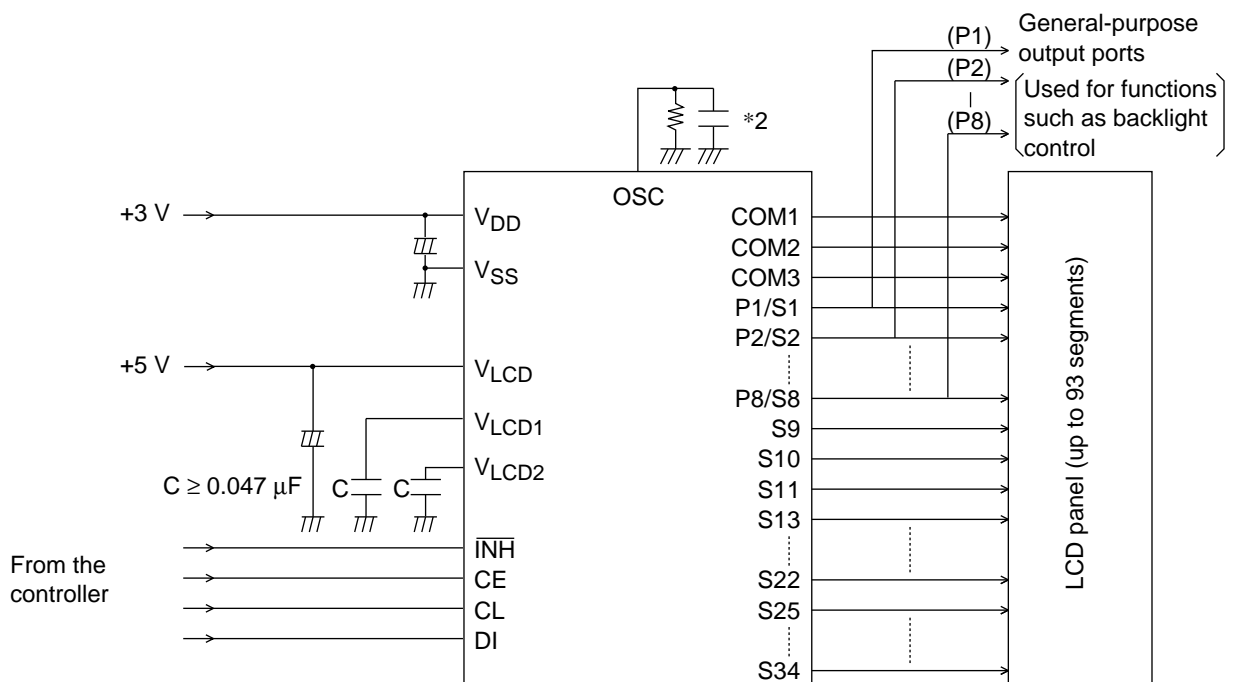 (P1)
General-purpose
output ports
(P2)
(P8)
Used for functions
such as backlight
control
*2
OSC
+3 V
VDD
VSS
+5 V
VLCD
VLCD1
VLCD2
C ≥ 0.047 μF
C
C
From the
controller
INH
CE
CL
DI
COM1
COM2
COM3
P1/S1
P2/S2
P8/S8
S9
S10
S11
S13
S22
S25
S34
LCD panel (up to 93 segments)